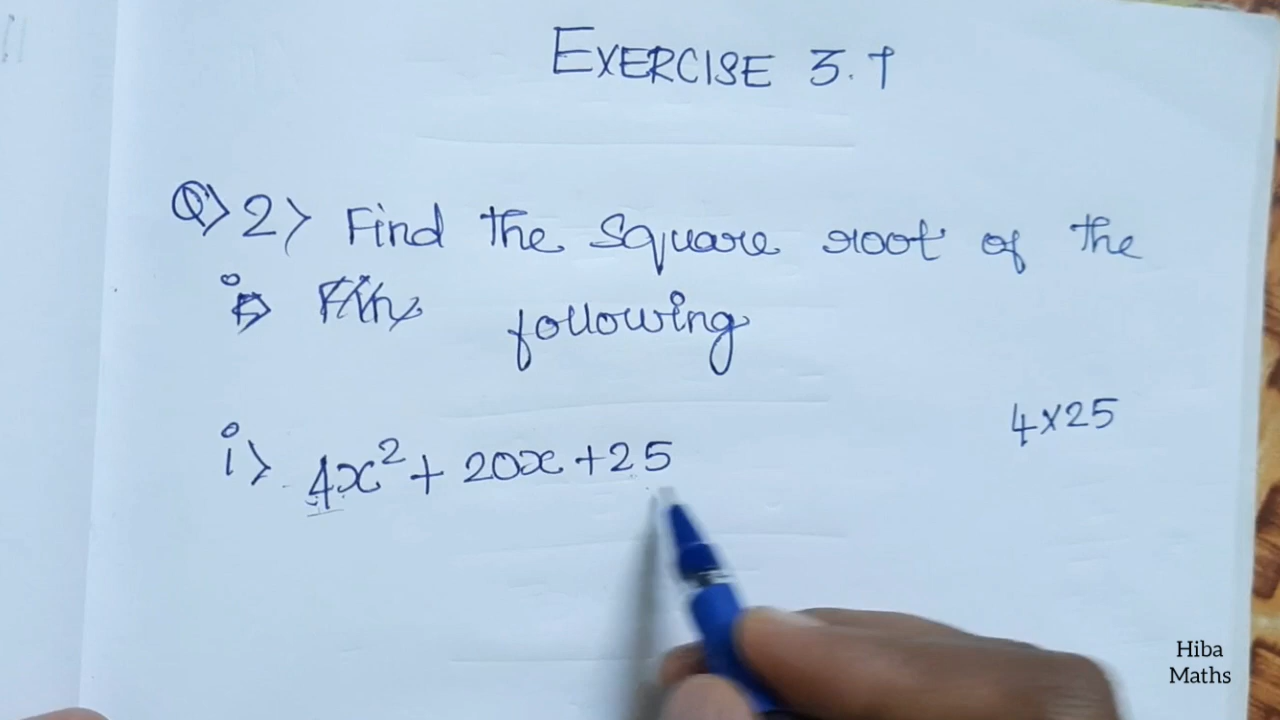 EXERCISE 3.7
Q> 2> Find the square root of the
following
i> 4x² + 20x + 25
4x25
Hiba
Maths